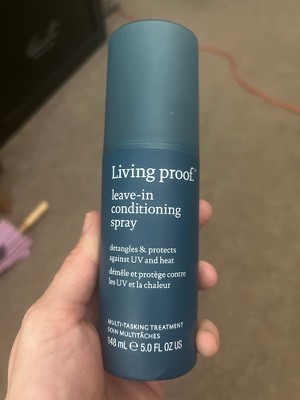 Living proof.®
leave-in
conditioning
spray
detangles & protects
against UV and heat
démêle et protège contre
les UV et la chaleur
MULTI-TASKING TREATMENT
SOIN MULTITÂCHES
148 mL ℮ 5.0 FL OZ US